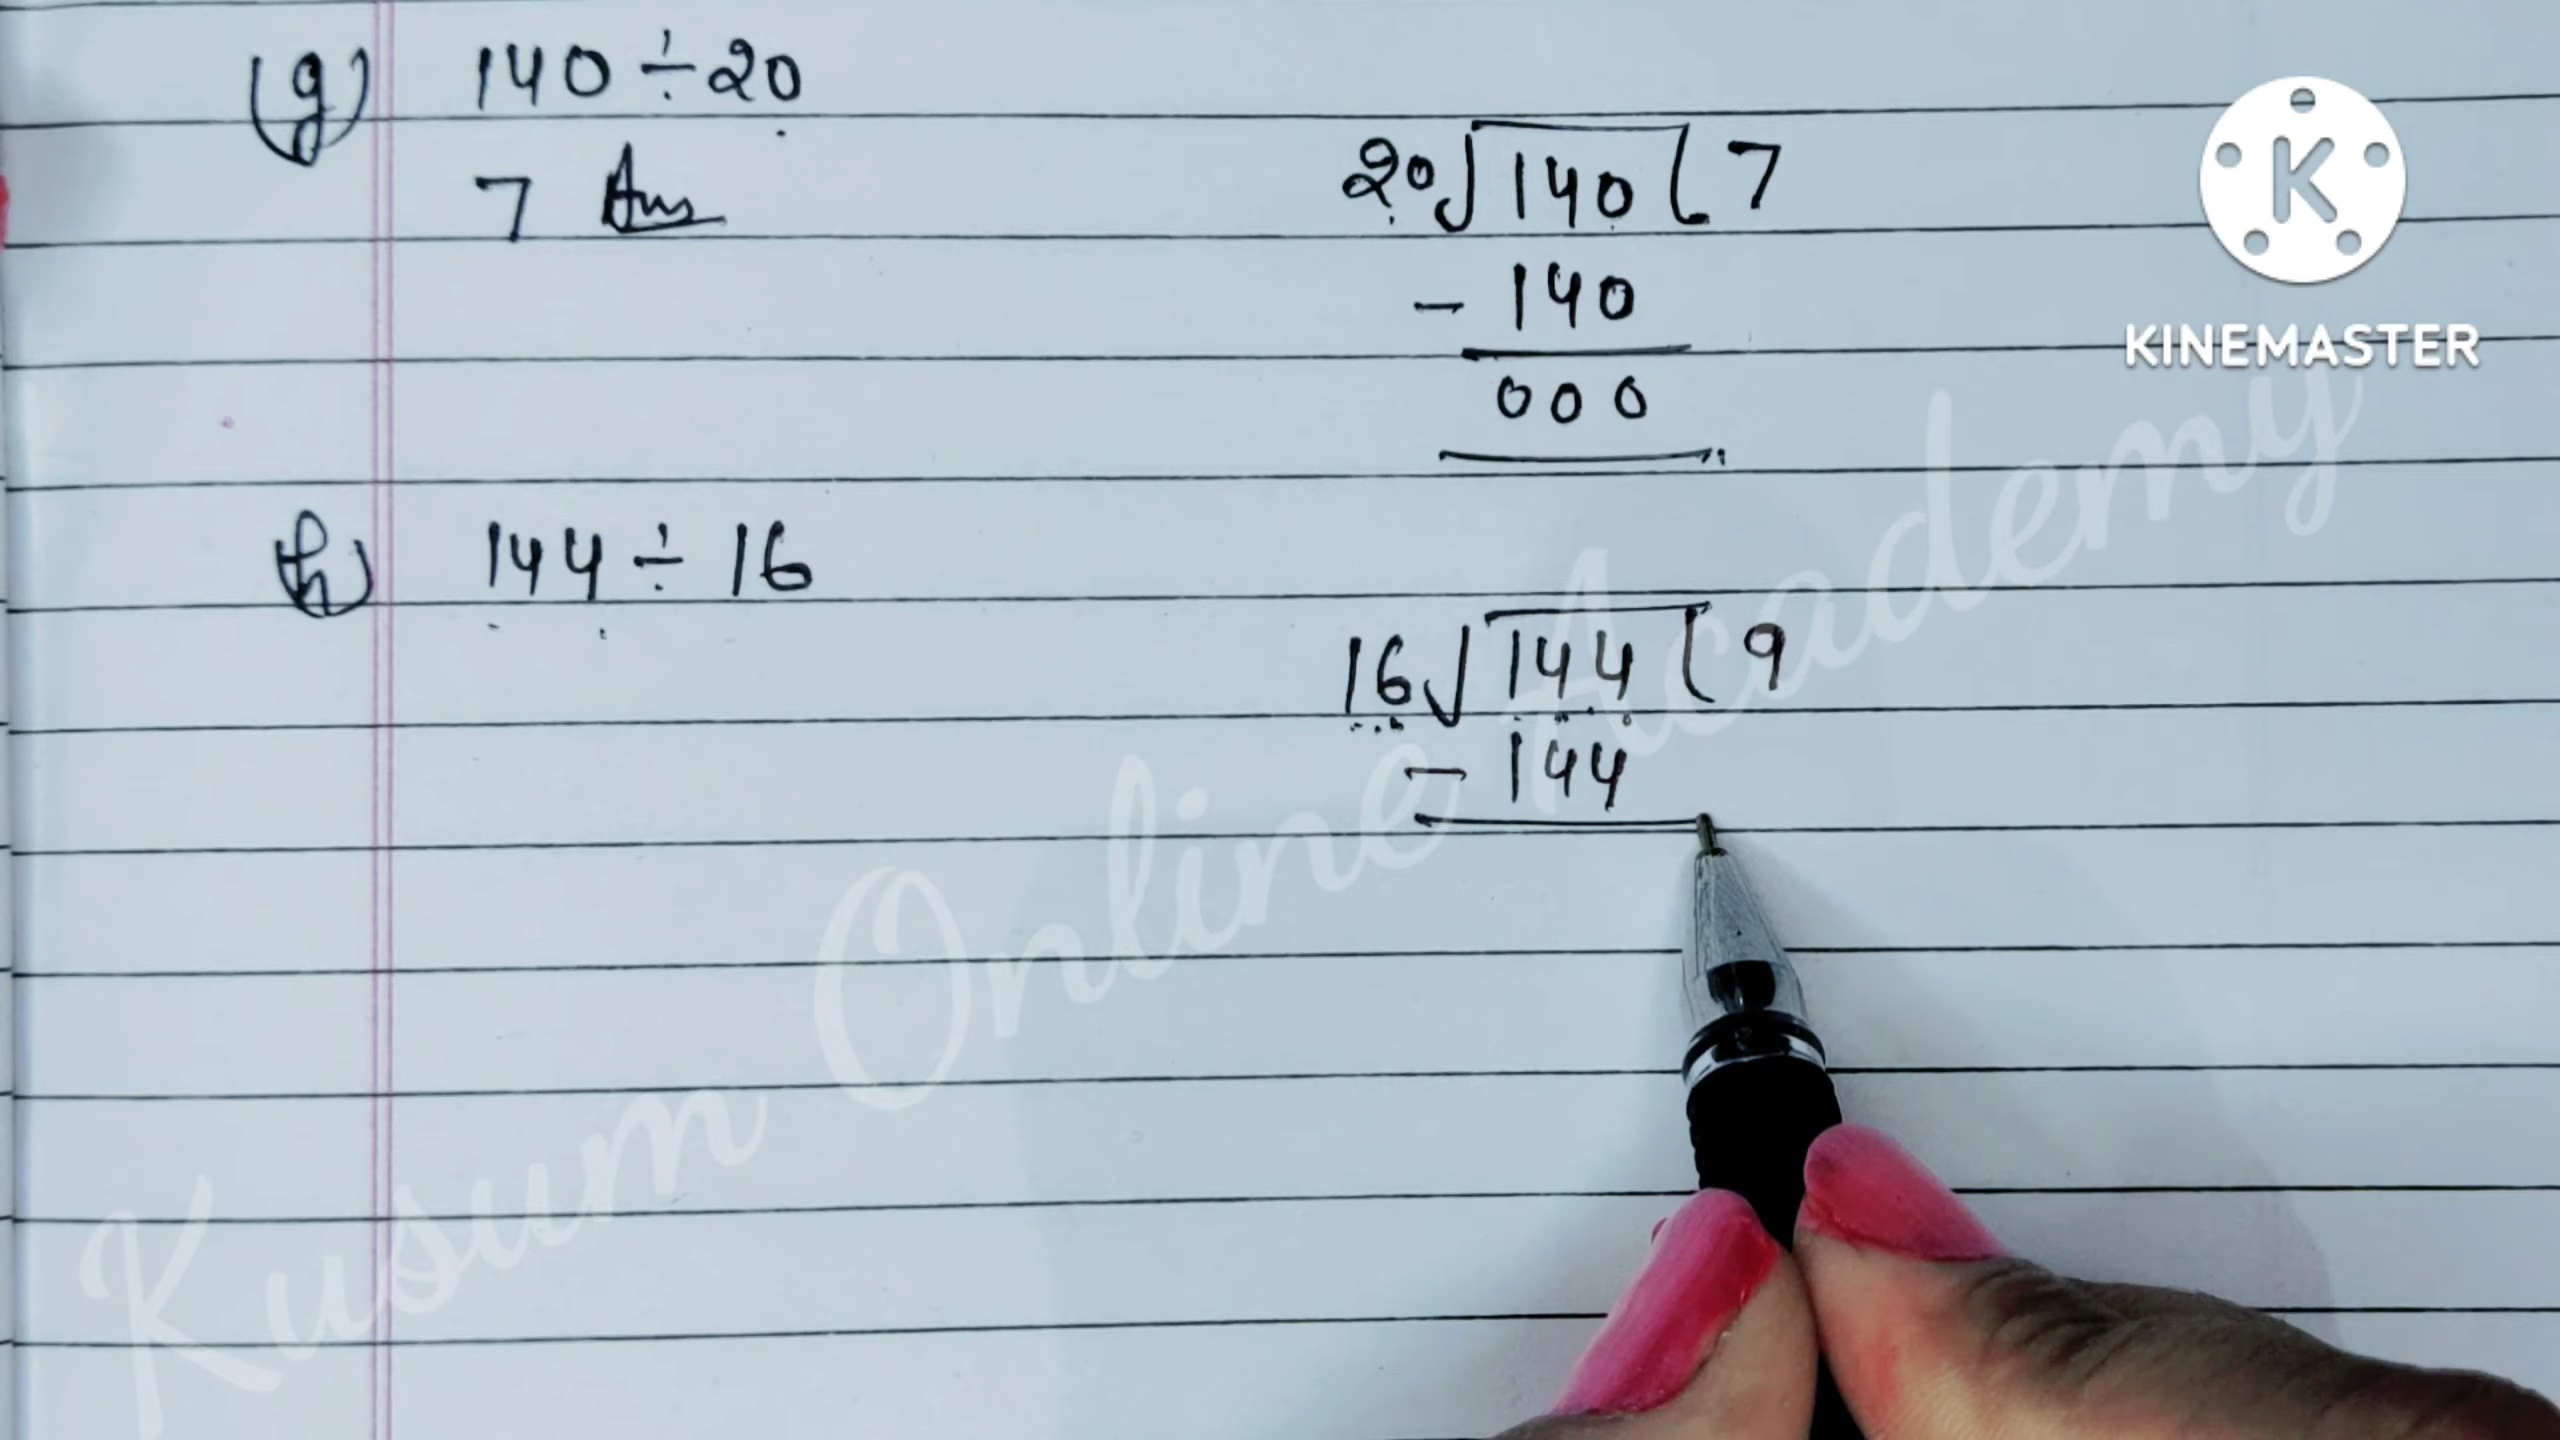 (g) 140 ÷ 20
7 Ans
20√140( 7
- 140
000
(h) 144 ÷ 16
16√144( 9
- 144
KINEMASTER
Kusum Online Academy